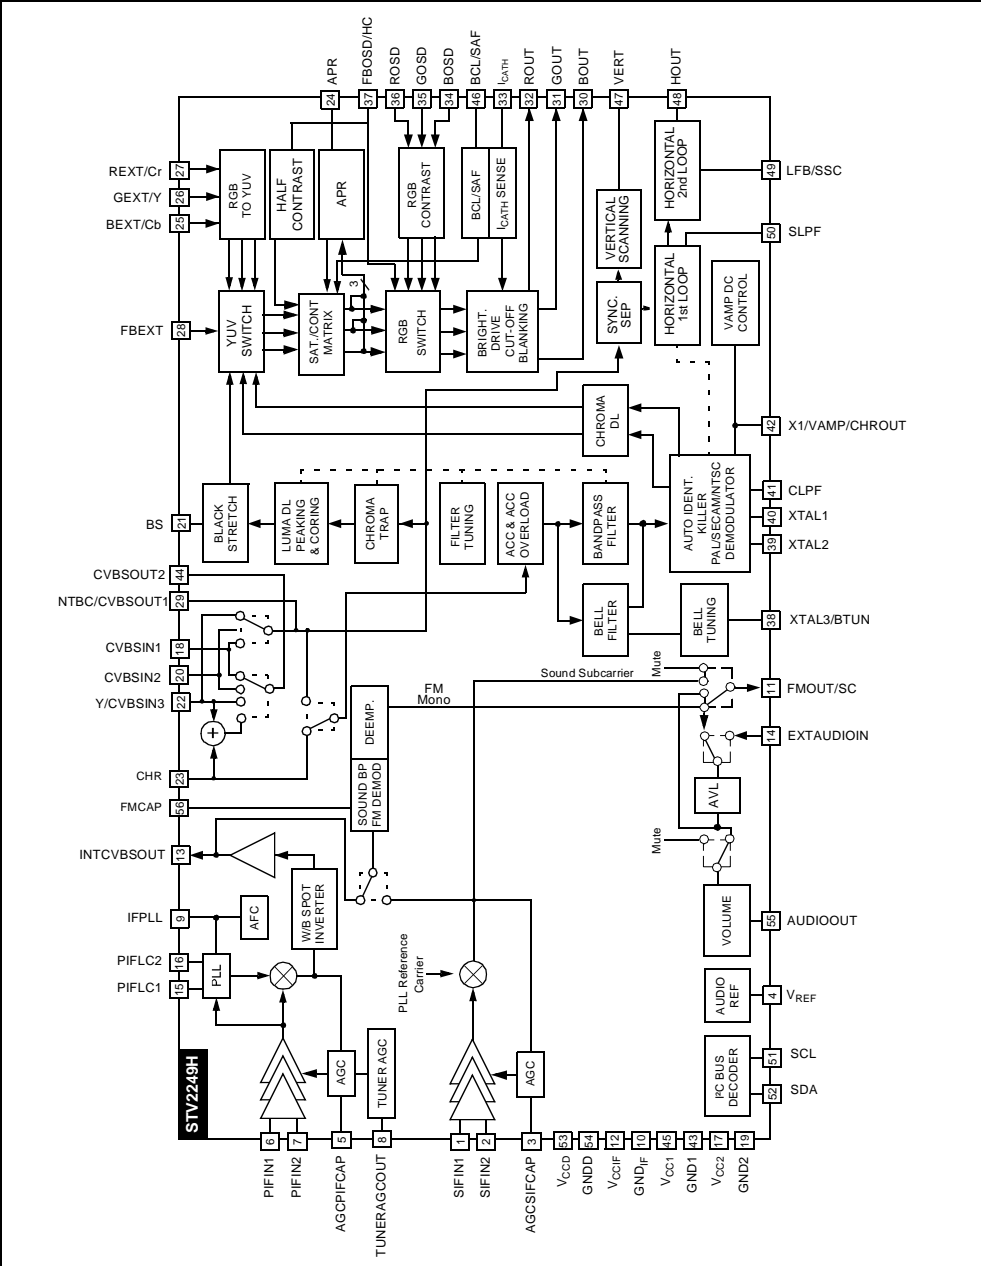 APR
FBOSD/HC
ROSD
GOSD
BOSD
BCL/SAF
ICATH
ROUT
GOUT
BOUT
VERT
HOUT
24
37
36
35
34
46
33
32
31
30
47
48
REXT/Cr
27
GEXT/Y
26
BEXT/Cb
25
RGB
TO YUV
HALF
CONTRAST
APR
RGB
CONTRAST
BCL/SAF
ICATH SENSE
VERTICAL
SCANNING
HORIZONTAL
2nd LOOP
49
LFB/SSC
50
SLPF
FBEXT
28
YUV
SWITCH
SAT./CONT
MATRIX
3
RGB
SWITCH
BRIGHT.
DRIVE
CUT-OFF
BLANKING
SYNC.
SEP
HORIZONTAL
1st LOOP
VAMP DC
CONTROL
CHROMA
DL
42
X1/VAMP/CHROUT
BS
21
BLACK
STRETCH
LUMA DL
PEAKING
& CORING
CHROMA
TRAP
FILTER
TUNING
ACC & ACC
OVERLOAD
BANDPASS
FILTER
AUTO IDENT.
KILLER
PAL/SECAM/NTSC
DEMODULATOR
41
CLPF
40
XTAL1
39
XTAL2
CVBSOUT2
44
NTBC/CVBSOUT1
29
CVBSIN1
18
CVBSIN2
20
Y/CVBSIN3
22
BELL
FILTER
BELL
TUNING
38
XTAL3/BTUN
Sound Subcarrier
Mute
FM
Mono
11
FMOUT/SC
+
DEEMP.
SOUND BP
FM DEMOD
14
EXTAUDIOIN
CHR
23
FMCAP
56
AVL
INTCVBSOUT
13
Mute
W/B SPOT
INVERTER
IFPLL
9
AFC
VOLUME
55
AUDIOOUT
PIFLC2
16
PIFLC1
15
PLL
PLL Reference
Carrier
AUDIO
REF
4
VREF
STV2249H
AGC
TUNER AGC
AGC
I²C BUS
DECODER
51
SCL
52
SDA
6
7
5
8
1
2
3
53
54
12
10
45
43
17
19
PIFIN1
PIFIN2
AGCPIFCAP
TUNERAGCOUT
SIFIN1
SIFIN2
AGCSIFCAP
VCCD
GNDD
VCCIF
GNDIF
VCC1
GND1
VCC2
GND2